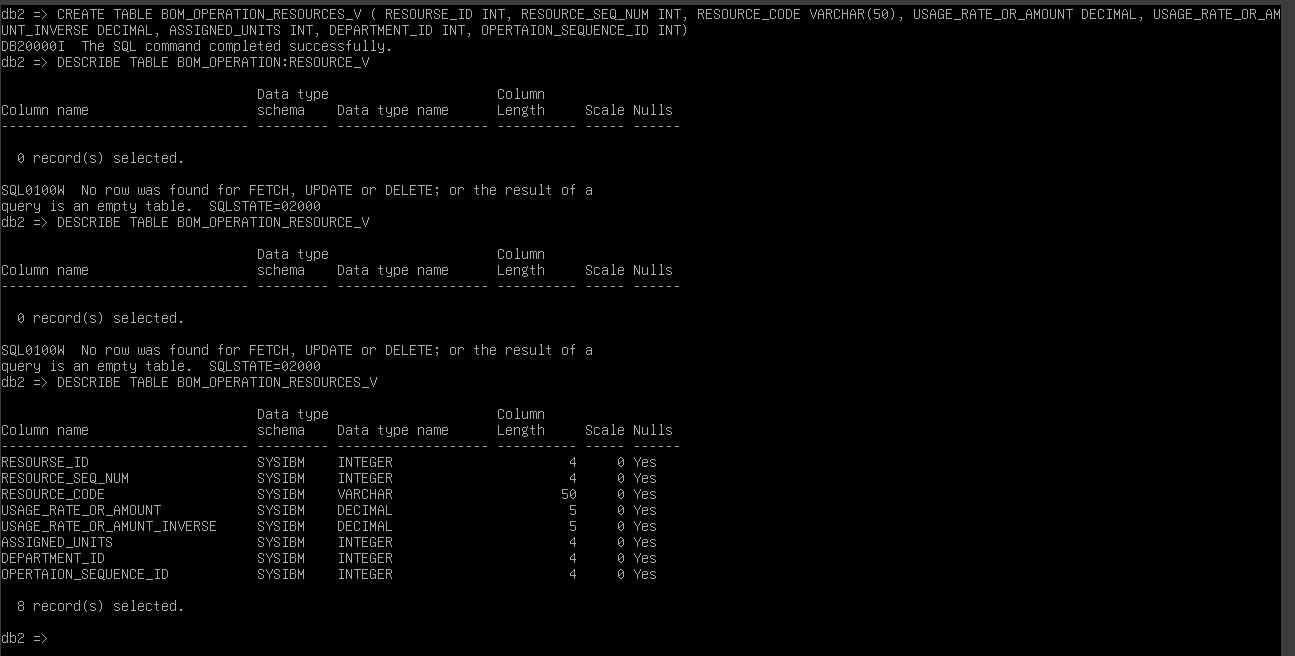 db2 => CREATE TABLE BOM_OPERATION_RESOURCES_V ( RESOURSE_ID INT, RESOURCE_SEQ_NUM INT, RESOURCE_CODE VARCHAR(50), USAGE_RATE_OR_AMOUNT DECIMAL, USAGE_RATE_OR_AM
UNT_INVERSE DECIMAL, ASSIGNED_UNITS INT, DEPARTMENT_ID INT, OPERTAION_SEQUENCE_ID INT)
DB20000I  The SQL command completed successfully.
db2 => DESCRIBE TABLE BOM_OPERATION:RESOURCE_V
                                Data type                     Column
Column name                     schema    Data type name      Length     Scale Nulls
------------------------------- --------- ------------------- ---------- ----- ------
  0 record(s) selected.
SQL0100W  No row was found for FETCH, UPDATE or DELETE; or the result of a
query is an empty table.  SQLSTATE=02000
db2 => DESCRIBE TABLE BOM_OPERATION_RESOURCE_V
                                Data type                     Column
Column name                     schema    Data type name      Length     Scale Nulls
------------------------------- --------- ------------------- ---------- ----- ------
  0 record(s) selected.
SQL0100W  No row was found for FETCH, UPDATE or DELETE; or the result of a
query is an empty table.  SQLSTATE=02000
db2 => DESCRIBE TABLE BOM_OPERATION_RESOURCES_V
                                Data type                     Column
Column name                     schema    Data type name      Length     Scale Nulls
------------------------------- --------- ------------------- ---------- ----- ------
RESOURSE_ID                     SYSIBM    INTEGER                      4     0 Yes
RESOURCE_SEQ_NUM                SYSIBM    INTEGER                      4     0 Yes
RESOURCE_CODE                   SYSIBM    VARCHAR                     50     0 Yes
USAGE_RATE_OR_AMOUNT            SYSIBM    DECIMAL                      5     0 Yes
USAGE_RATE_OR_AMUNT_INVERSE     SYSIBM    DECIMAL                      5     0 Yes
ASSIGNED_UNITS                  SYSIBM    INTEGER                      4     0 Yes
DEPARTMENT_ID                   SYSIBM    INTEGER                      4     0 Yes
OPERTAION_SEQUENCE_ID           SYSIBM    INTEGER                      4     0 Yes
  8 record(s) selected.
db2 =>